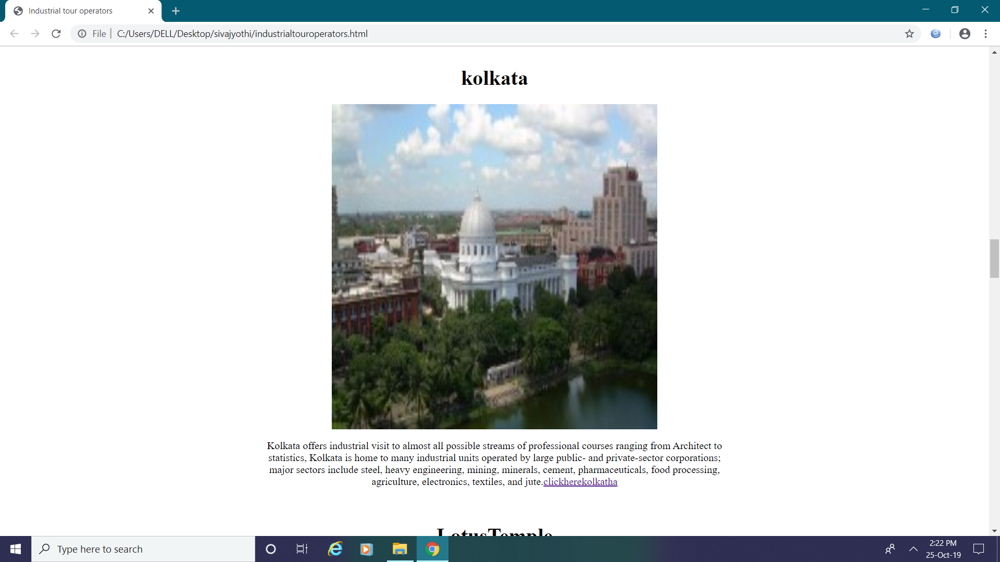 Industrial tour operators
File
C:/Users/DELL/Desktop/sivajyothi/industrialtouroperators.html
kolkata
Kolkata offers industrial visit to almost all possible streams of professional courses ranging from Architect to
statistics, Kolkata is home to many industrial units operated by large public- and private-sector corporations;
major sectors include steel, heavy engineering, mining, minerals, cement, pharmaceuticals, food processing,
agriculture, electronics, textiles, and jute.clickherekolkatha
LotusTemple
Type here to search
2:22 PM
25-Oct-19